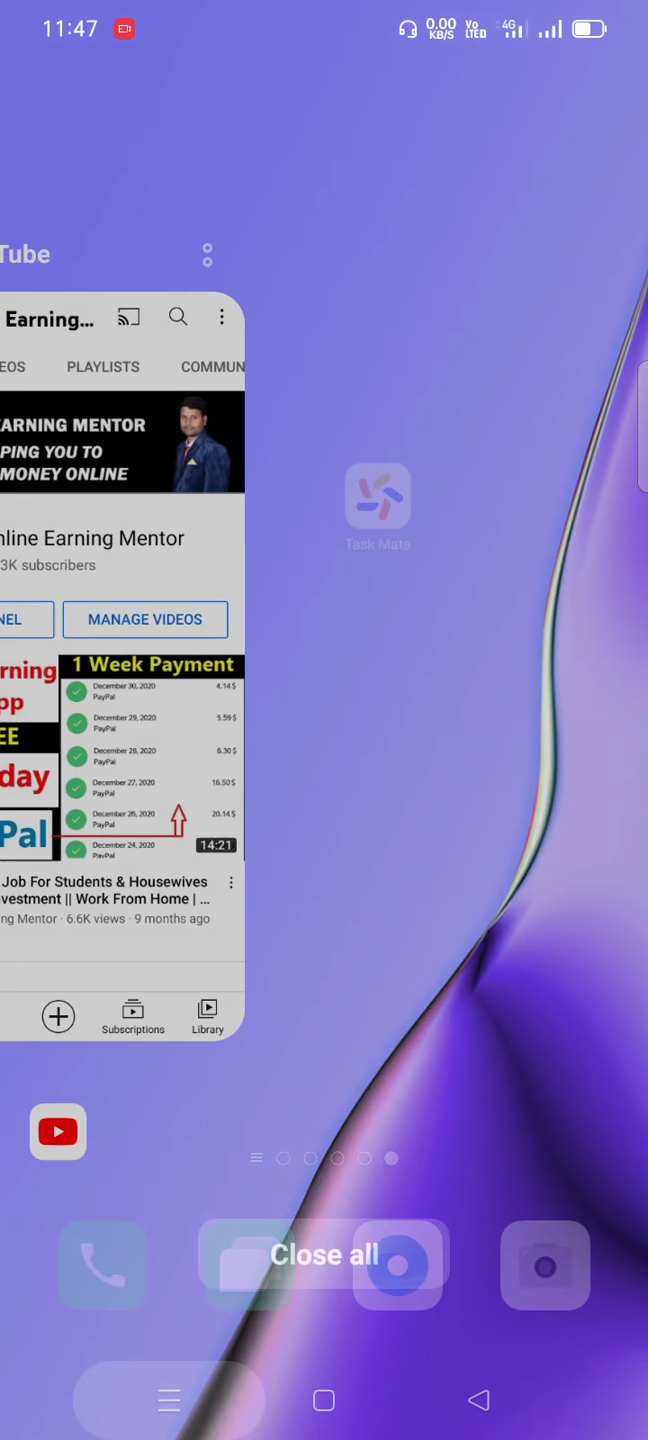 11:47
0.00
KB/S
Vo
LTED
4G
Tube
Earning...
EOS PLAYLISTS COMMUN
EARNING MENTOR
PING YOU TO
MONEY ONLINE
nline Earning Mentor
3K subscribers
NEL MANAGE VIDEOS
rning
pp
EE
day
Pal
1 Week Payment
December 30, 2020 4.14$
PayPal
December 29, 2020 5.59$
PayPal
December 28, 2020 6.30$
PayPal
December 27, 2020 16.50$
PayPal
December 26, 2020 20.14$
PayPal
December 24, 2020
PayPal
14:21
Job For Students & Housewives
vestment || Work From Home | ...
ng Mentor · 6.6K views · 9 months ago
Subscriptions
Library
Task Mate
Close all